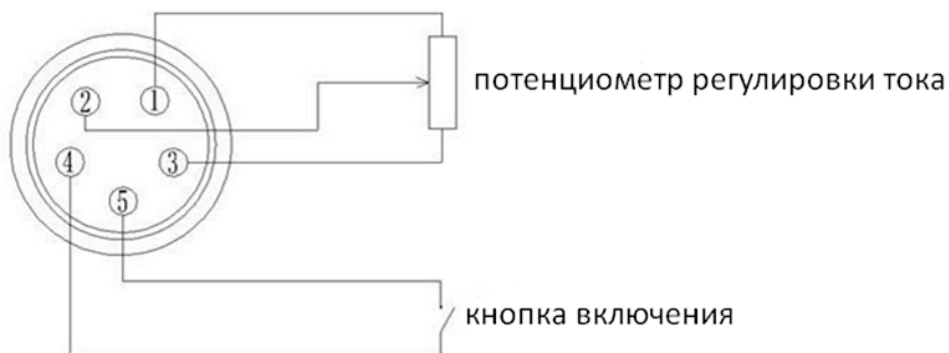 2 1
потенциометр регулировки тока
4 3
5
кнопка включения